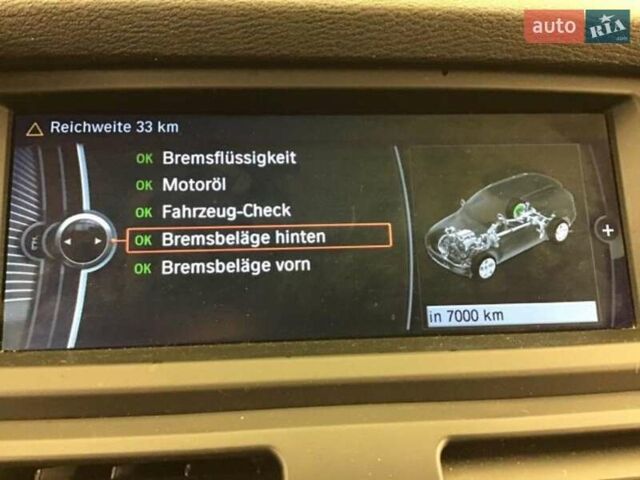 auto RIA.com
Reichweite 33 km
OK Bremsflüssigkeit
OK Motoröl
OK Fahrzeug-Check
OK Bremsbeläge hinten
OK Bremsbeläge vorn
+
in 7000 km